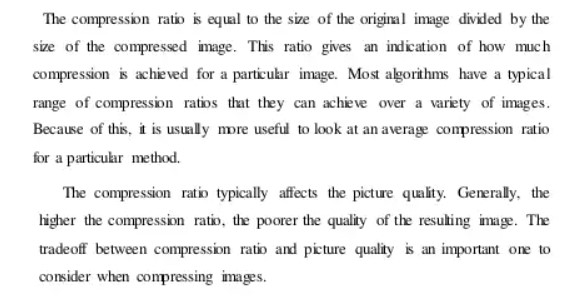 The compression ratio is equal to the size of the original image divided by the
size of the compressed image. This ratio gives an indication of how much
compression is achieved for a particular image. Most algorithms have a typical
range of compression ratios that they can achieve over a variety of images.
Because of this, it is usually more useful to look at an average compression ratio
for a particular method.
The compression ratio typically affects the picture quality. Generally, the
higher the compression ratio, the poorer the quality of the resulting image. The
tradeoff between compression ratio and picture quality is an important one to
consider when compressing images.